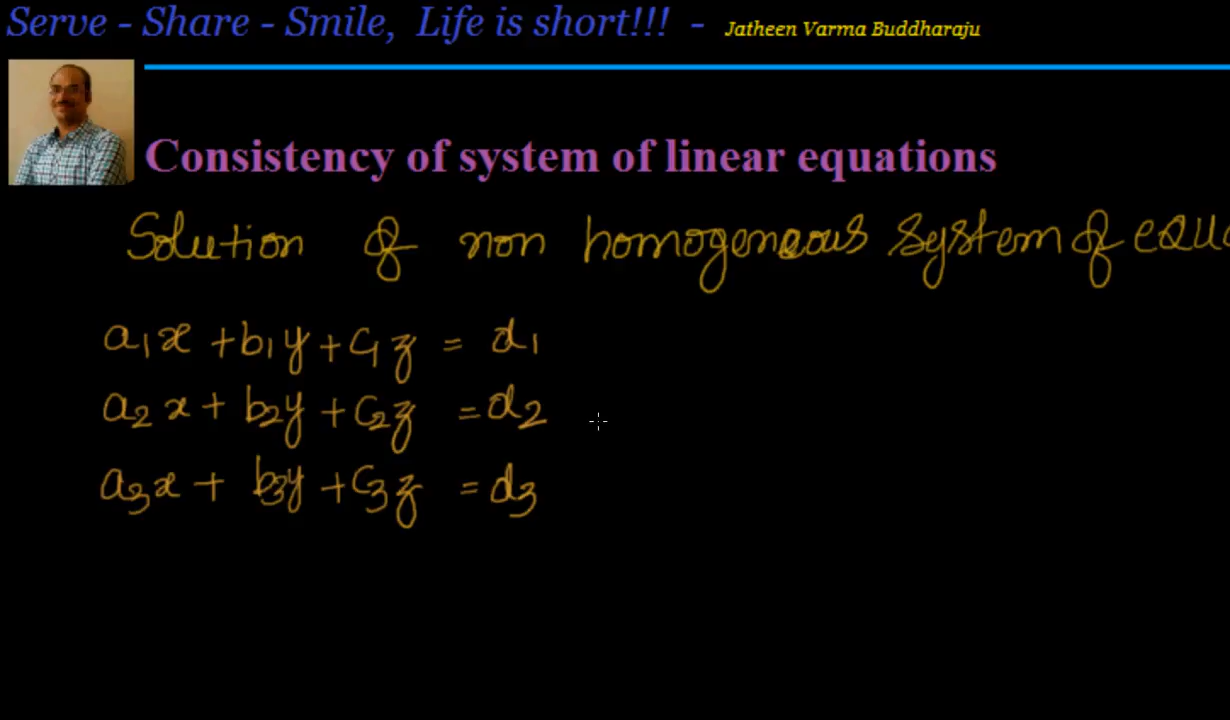 Serve - Share - Smile, Life is short!!! - Jatheen Varma Buddharaju
Consistency of system of linear equations
Solution of non homogeneous system of equa
a₁x + b₁y + c₁z = d₁
a₂x + b₂y + c₂z = d₂
a₃x + b₃y + c₃z = d₃